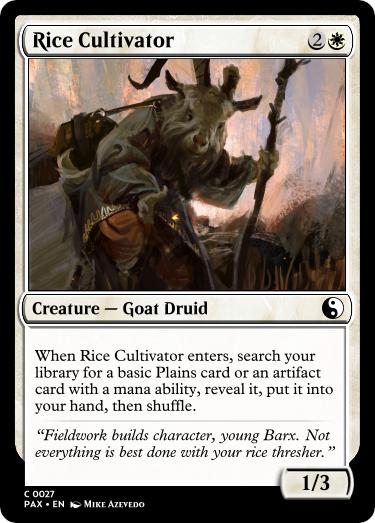 Rice Cultivator 2
Creature — Goat Druid
When Rice Cultivator enters, search your
library for a basic Plains card or an artifact
card with a mana ability, reveal it, put it into
your hand, then shuffle.
“Fieldwork builds character, young Barx. Not
everything is best done with your rice thresher.”
1/3
C 0027
PAX • EN Mike Azevedo